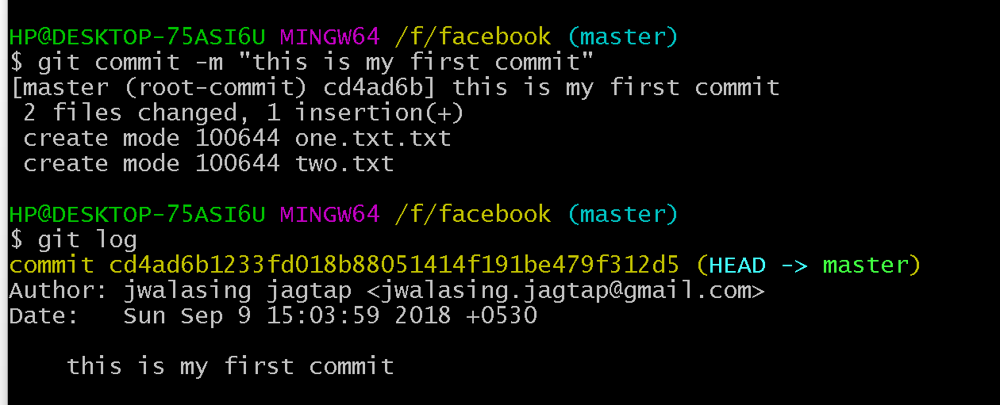 HP@DESKTOP-75ASI6U MINGW64 /f/facebook (master)
$ git commit -m "this is my first commit"
[master (root-commit) cd4ad6b] this is my first commit
 2 files changed, 1 insertion(+)
 create mode 100644 one.txt.txt
 create mode 100644 two.txt
HP@DESKTOP-75ASI6U MINGW64 /f/facebook (master)
$ git log
commit cd4ad6b1233fd018b88051414f191be479f312d5 (HEAD -> master)
Author: jwalasing jagtap <jwalasing.jagtap@gmail.com>
Date:   Sun Sep 9 15:03:59 2018 +0530
    this is my first commit